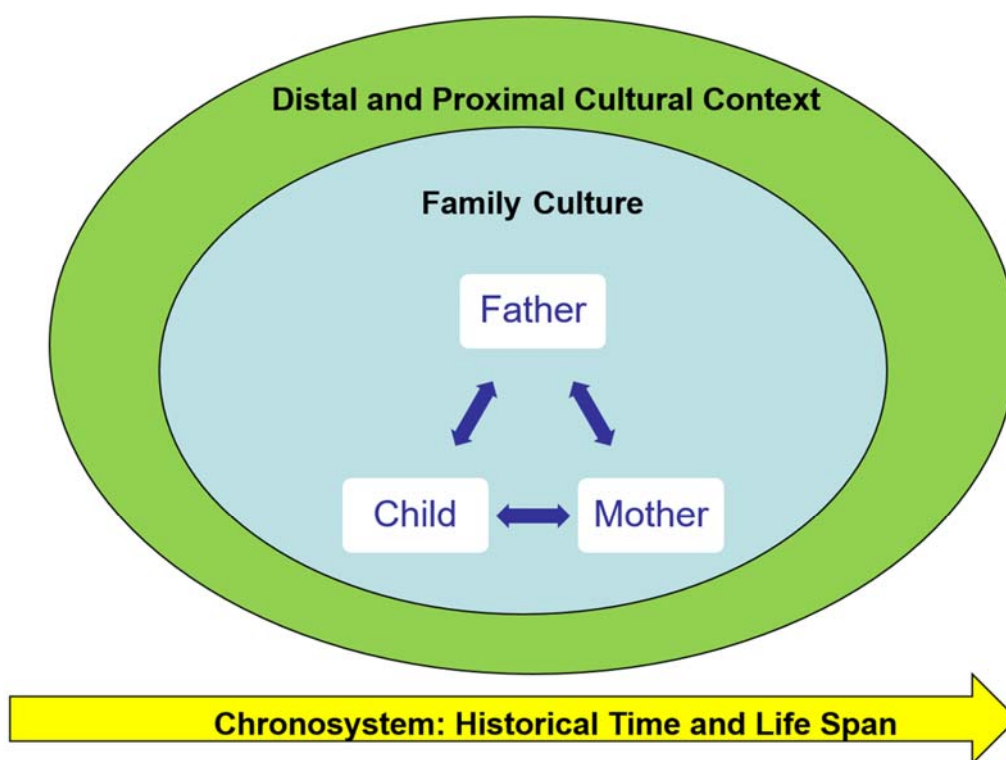 Distal and Proximal Cultural Context
Family Culture
Father
Child
Mother
Chronosystem: Historical Time and Life Span